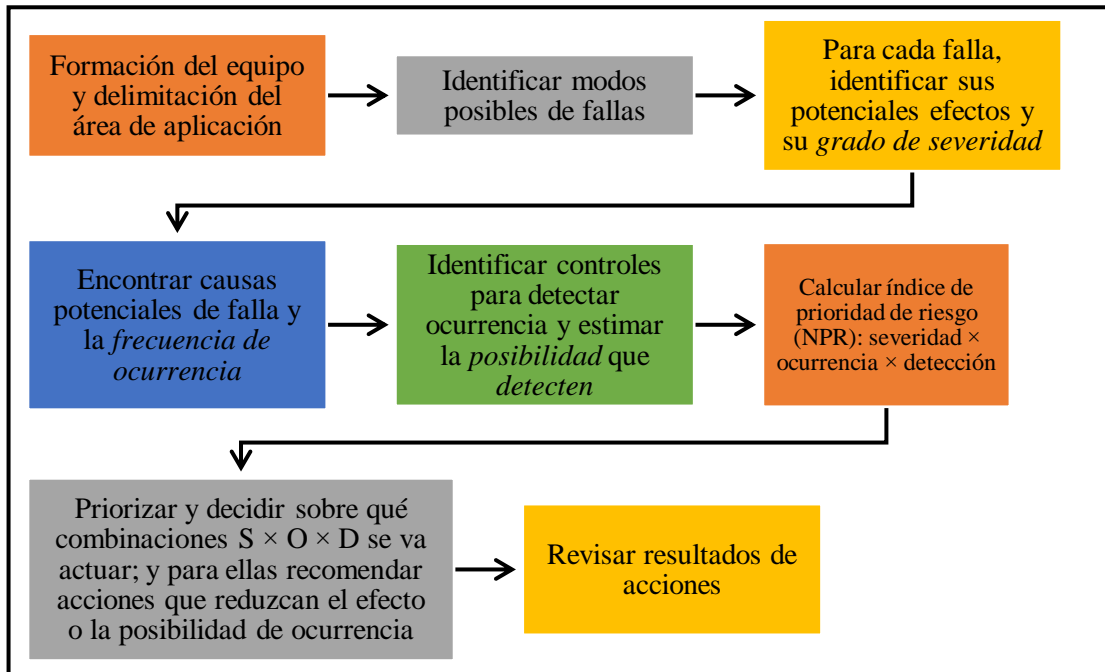 Formación del equipo
y delimitación del
área de aplicación
Identificar modos
posibles de fallas
Para cada falla,
identificar sus
potenciales efectos y
su grado de severidad
Encontrar causas
potenciales de falla y
la frecuencia de
ocurrencia
Identificar controles
para detectar
ocurrencia y estimar
la posibilidad que
detecten
Calcular índice de
prioridad de riesgo
(NPR): severidad ×
ocurrencia × detección
Priorizar y decidir sobre qué
combinaciones S × O × D se va
actuar; y para ellas recomendar
acciones que reduzcan el efecto
o la posibilidad de ocurrencia
Revisar resultados de
acciones